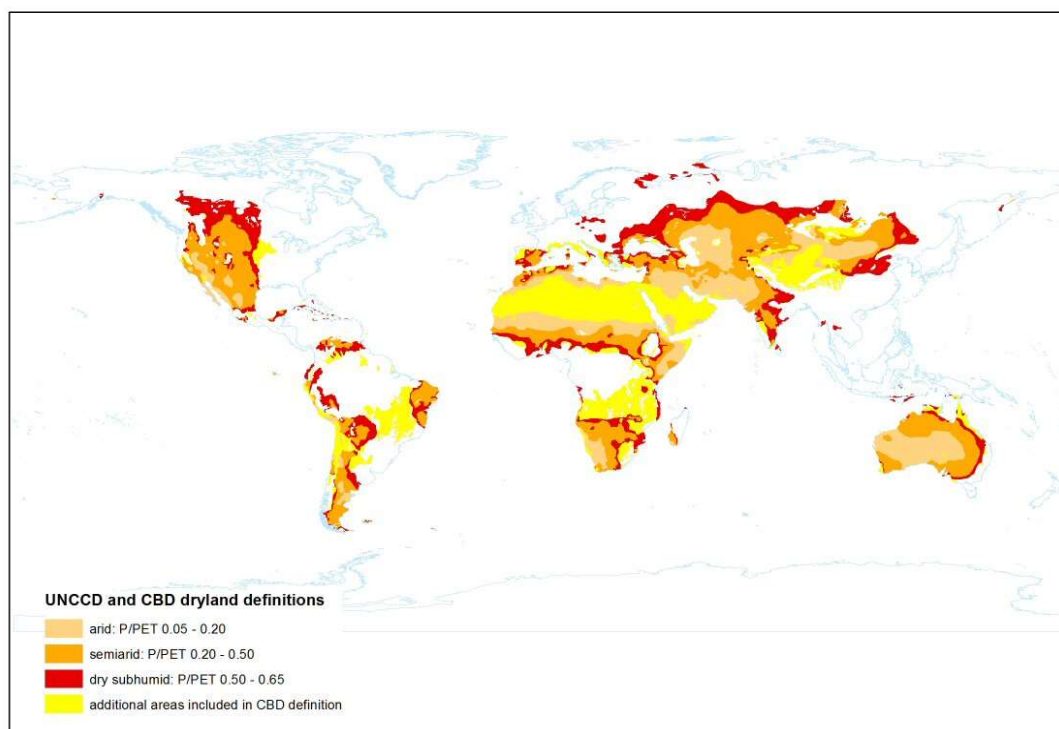 UNCCD and CBD dryland definitions
arid: P/PET 0.05 - 0.20
semiarid: P/PET 0.20 - 0.50
dry subhumid: P/PET 0.50 - 0.65
additional areas included in CBD definition